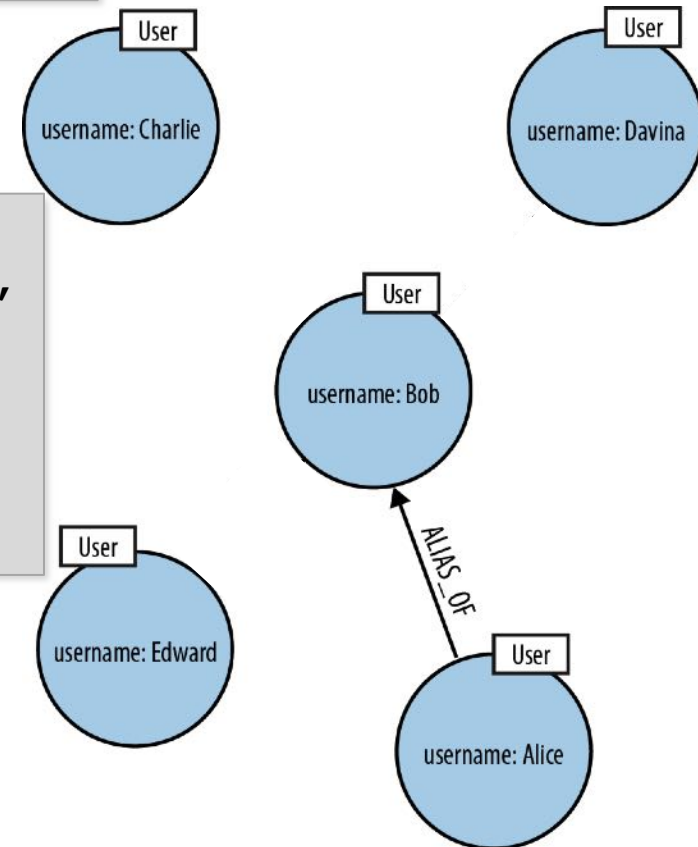 User
username: Charlie
User
username: Davina
,
User
username: Bob
ALIAS_OF
User
username: Edward
User
username: Alice